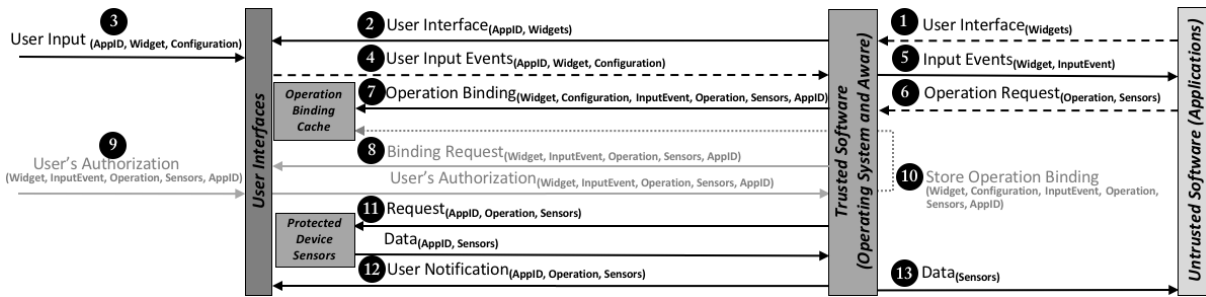 3
User Input (AppID, Widget, Configuration)
2 User Interface(AppID, Widgets)
1 User Interface(Widgets)
4 User Input Events(AppID, Widget, Configuration)
5 Input Events(Widget, InputEvent)
Operation
Binding
Cache
7 Operation Binding(Widget, Configuration, InputEvent, Operation, Sensors, AppID)
6 Operation Request(Operation, Sensors)
9
User's Authorization
(Widget, InputEvent, Operation, Sensors, AppID)
8 Binding Request(Widget, InputEvent, Operation, Sensors, AppID)
User's Authorization(Widget, InputEvent, Operation, Sensors, AppID)
10 Store Operation Binding
(Widget, Configuration, InputEvent, Operation,
Sensors, AppID)
Protected
Device
Sensors
11 Request(AppID, Operation, Sensors)
Data(AppID, Sensors)
12 User Notification(AppID, Operation, Sensors)
13 Data(Sensors)
User Interfaces
Trusted Software
(Operating System and Aware)
Untrusted Software (Applications)